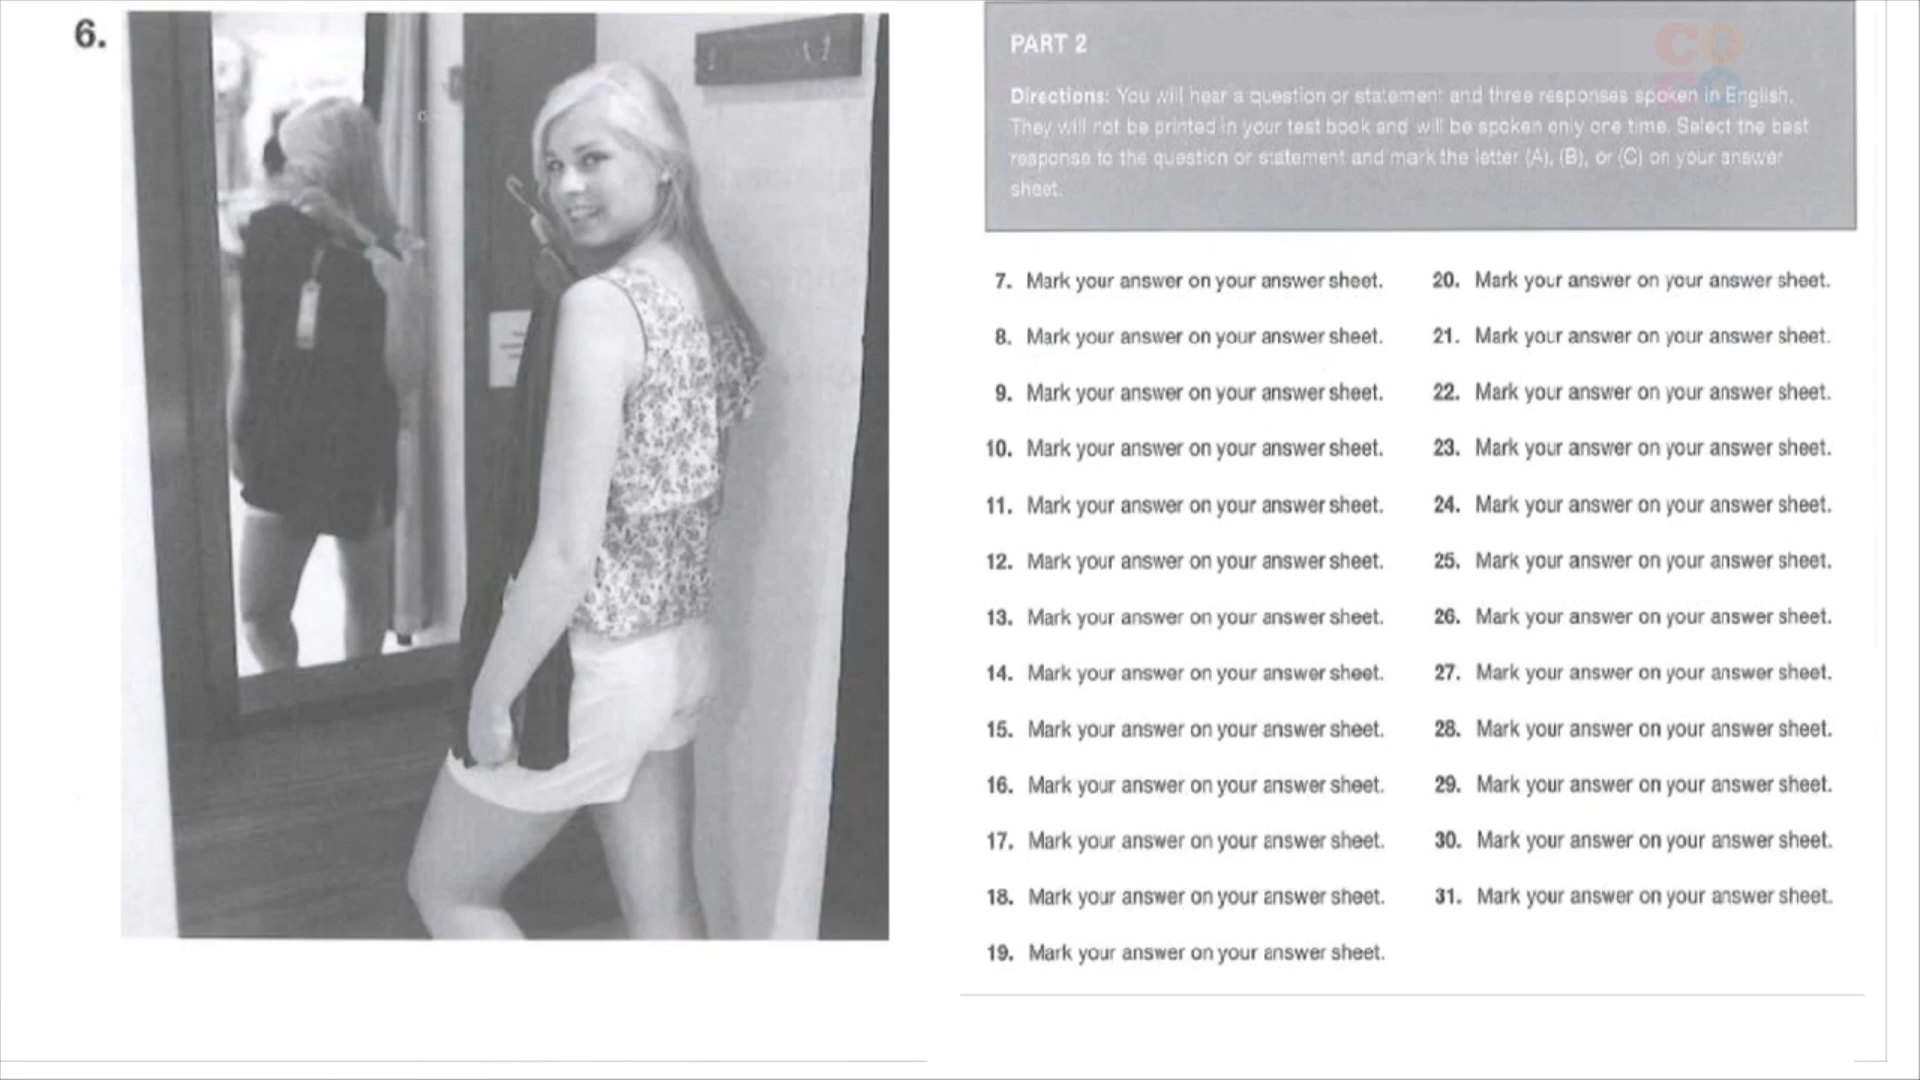 6.
PART 2
Directions: You will hear a question or statement and three responses spoken in English.
They will not be printed in your test book and will be spoken only one time. Select the best
response to the question or statement and mark the letter (A), (B), or (C) on your answer
sheet.
7. Mark your answer on your answer sheet.
8. Mark your answer on your answer sheet.
9. Mark your answer on your answer sheet.
10. Mark your answer on your answer sheet.
11. Mark your answer on your answer sheet.
12. Mark your answer on your answer sheet.
13. Mark your answer on your answer sheet.
14. Mark your answer on your answer sheet.
15. Mark your answer on your answer sheet.
16. Mark your answer on your answer sheet.
17. Mark your answer on your answer sheet.
18. Mark your answer on your answer sheet.
19. Mark your answer on your answer sheet.
20. Mark your answer on your answer sheet.
21. Mark your answer on your answer sheet.
22. Mark your answer on your answer sheet.
23. Mark your answer on your answer sheet.
24. Mark your answer on your answer sheet.
25. Mark your answer on your answer sheet.
26. Mark your answer on your answer sheet.
27. Mark your answer on your answer sheet.
28. Mark your answer on your answer sheet.
29. Mark your answer on your answer sheet.
30. Mark your answer on your answer sheet.
31. Mark your answer on your answer sheet.